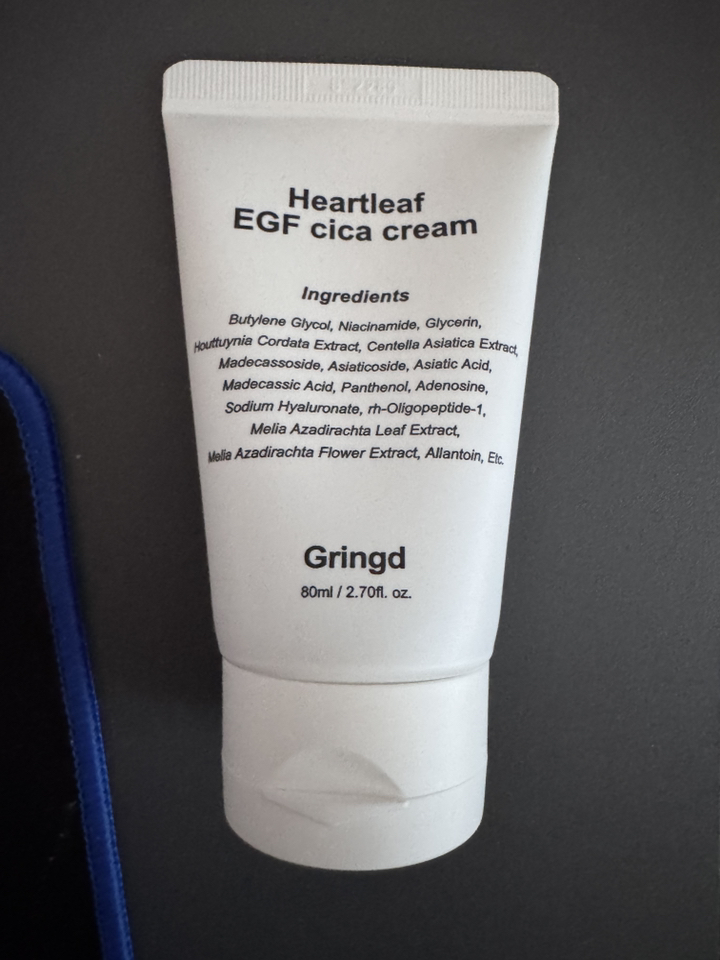 Heartleaf
EGF cica cream
Ingredients
Butylene Glycol, Niacinamide, Glycerin,
Houttuynia Cordata Extract, Centella Asiatica Extract,
Madecassoside, Asiaticoside, Asiatic Acid,
Madecassic Acid, Panthenol, Adenosine,
Sodium Hyaluronate, rh-Oligopeptide-1,
Melia Azadirachta Leaf Extract,
Melia Azadirachta Flower Extract, Allantoin, Etc.
Gringd
80ml / 2.70fl. oz.